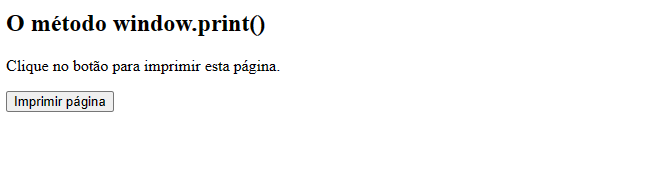 O método window.print()
Clique no botão para imprimir esta página.
Imprimir página